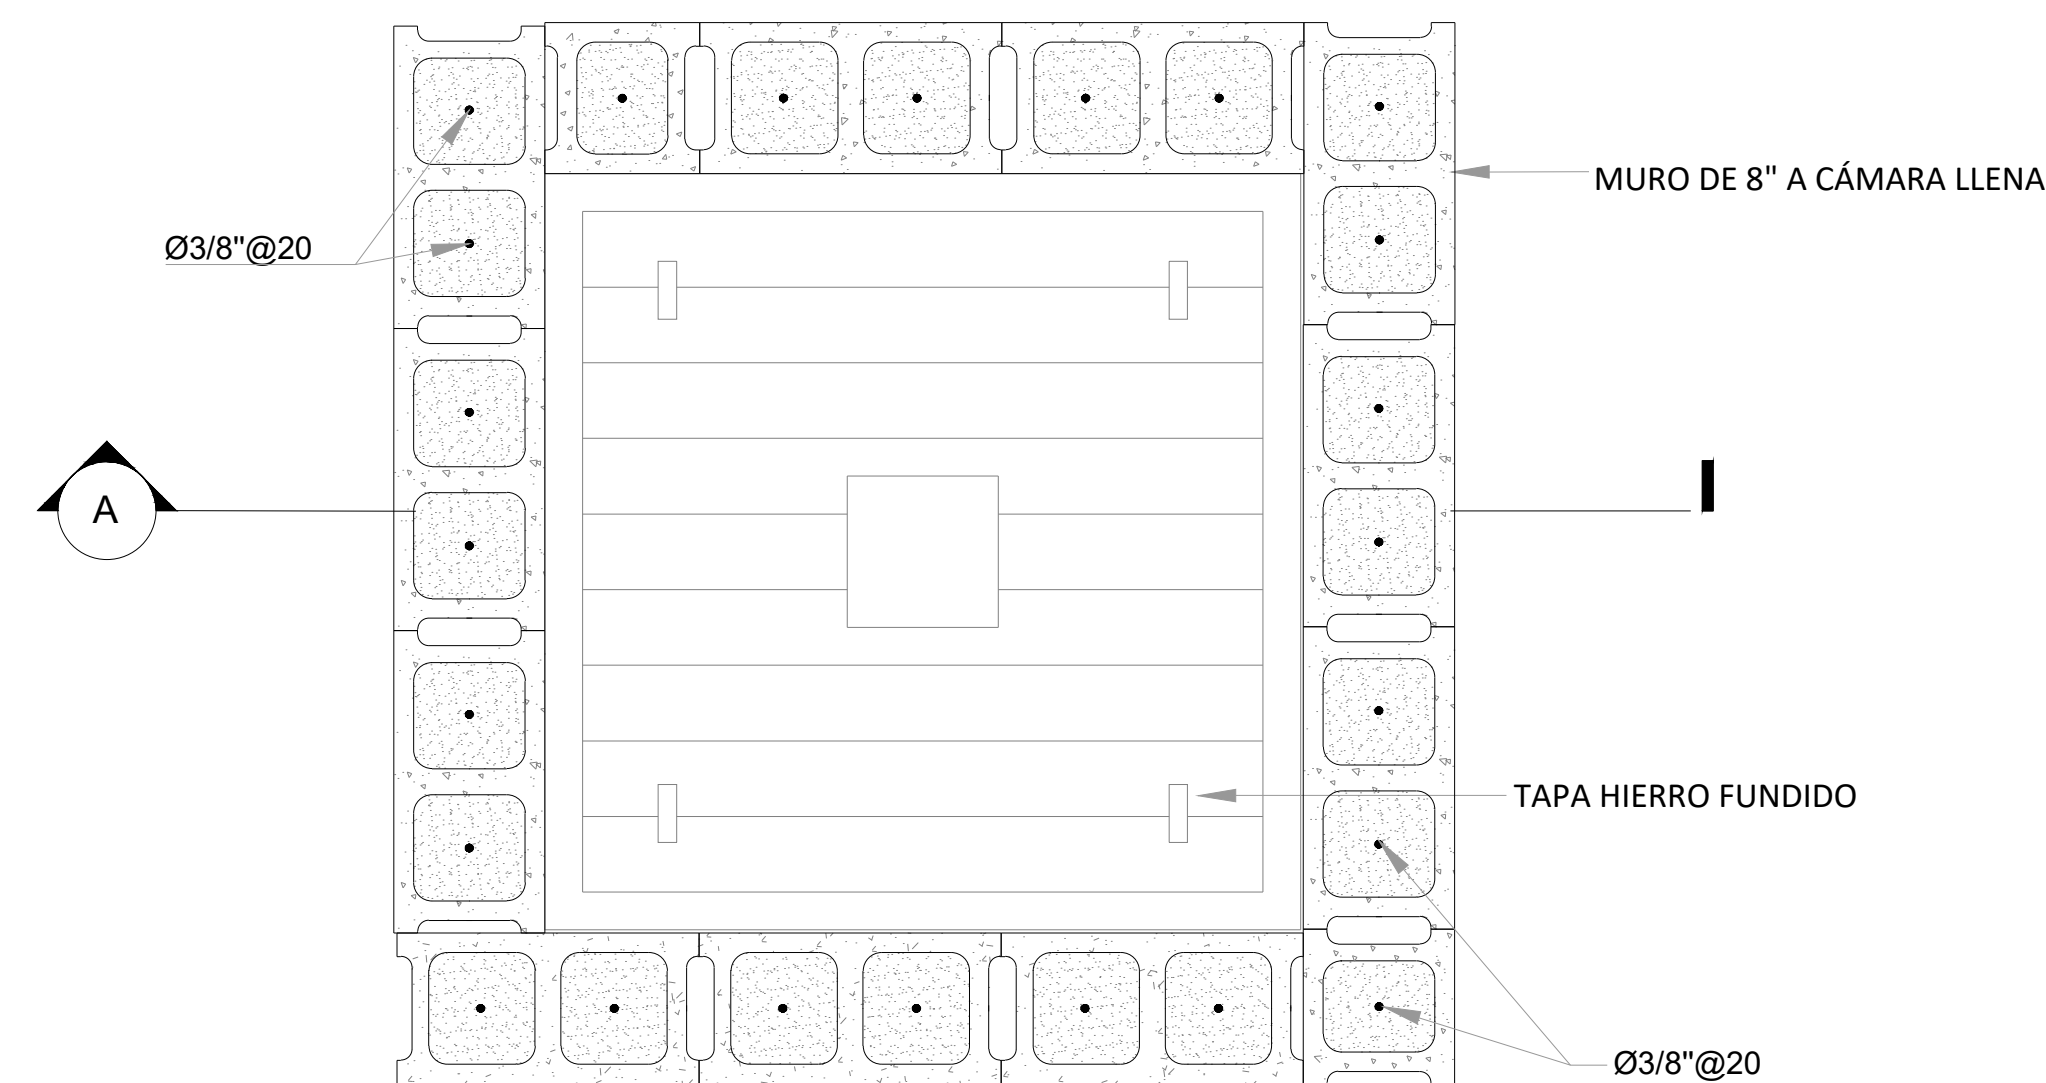 MURO DE 8" A CÁMARA LLENA
Ø3/8"@20
A
TAPA HIERRO FUNDIDO
Ø3/8"@20